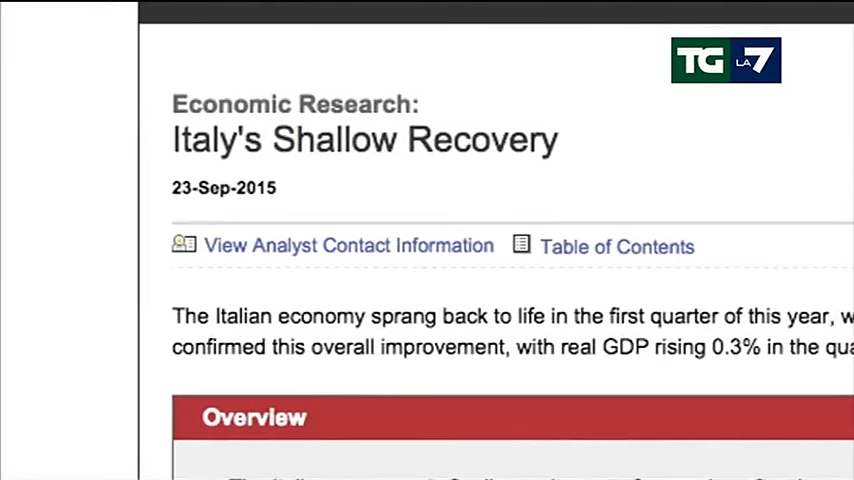 TG LA 7
Economic Research:
Italy's Shallow Recovery
23-Sep-2015
View Analyst Contact Information Table of Contents
The Italian economy sprang back to life in the first quarter of this year,
confirmed this overall improvement, with real GDP rising 0.3% in the
Overview